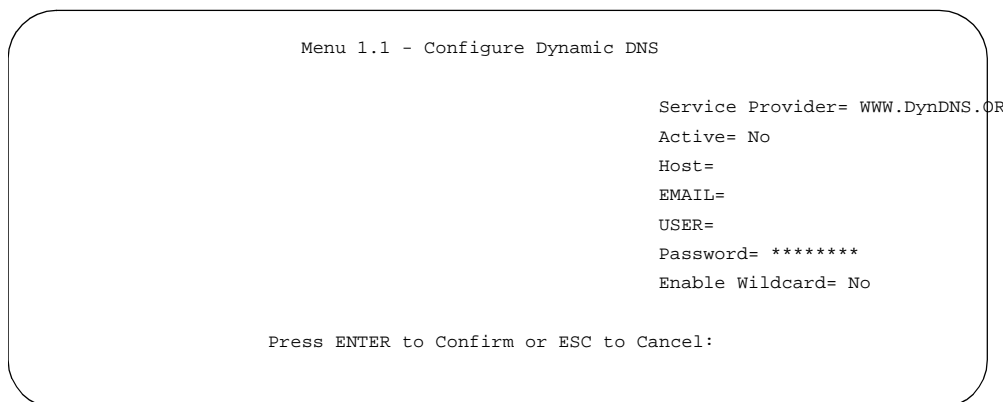 Menu 1.1 - Configure Dynamic DNS
Service Provider= WWW.DynDNS.OR
Active= No
Host=
EMAIL=
USER=
Password= ********
Enable Wildcard= No
Press ENTER to Confirm or ESC to Cancel: